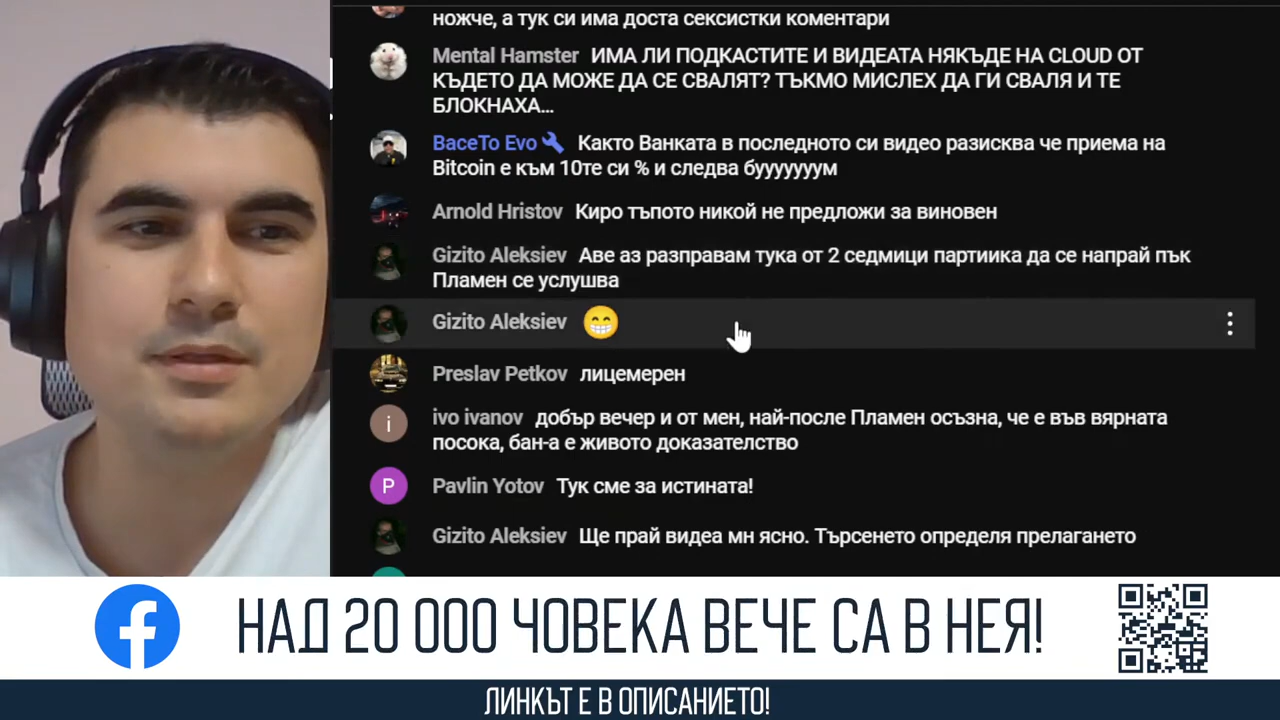 ножче, а тук си има доста сексистки коментари
Mental Hamster ИМА ЛИ ПОДКАСТИТЕ И ВИДЕАТА НЯКЪДЕ НА CLOUD ОТ
КЪДЕТО ДА МОЖЕ ДА СЕ СВАЛЯТ? ТЪКМО МИСЛЕХ ДА ГИ СВАЛЯ И ТЕ
БЛОКНАХА...
BaceTo Evo Както Ванката в последното си видео разисква че приема на
Bitcoin е към 10те си % и следва бууууууум
Arnold Hristov Киро тъпото никой не предложи за виновен
Gizito Aleksiev Аве аз разправам тука от 2 седмици партиика да се напрай пък
Пламен се услушва
Gizito Aleksiev 😁
Preslav Petkov лицемерен
i ivo ivanov добър вечер и от мен, най-после Пламен осъзна, че е във вярната
посока, бан-а е живото доказателство
P Pavlin Yotov Тук сме за истината!
Gizito Aleksiev Ще прай видеа мн ясно. Търсенето определя прелагането
НАД 20 000 ЧОВЕКА ВЕЧЕ СА В НЕЯ!
ЛИНКЪТ Е В ОПИСАНИЕТО!